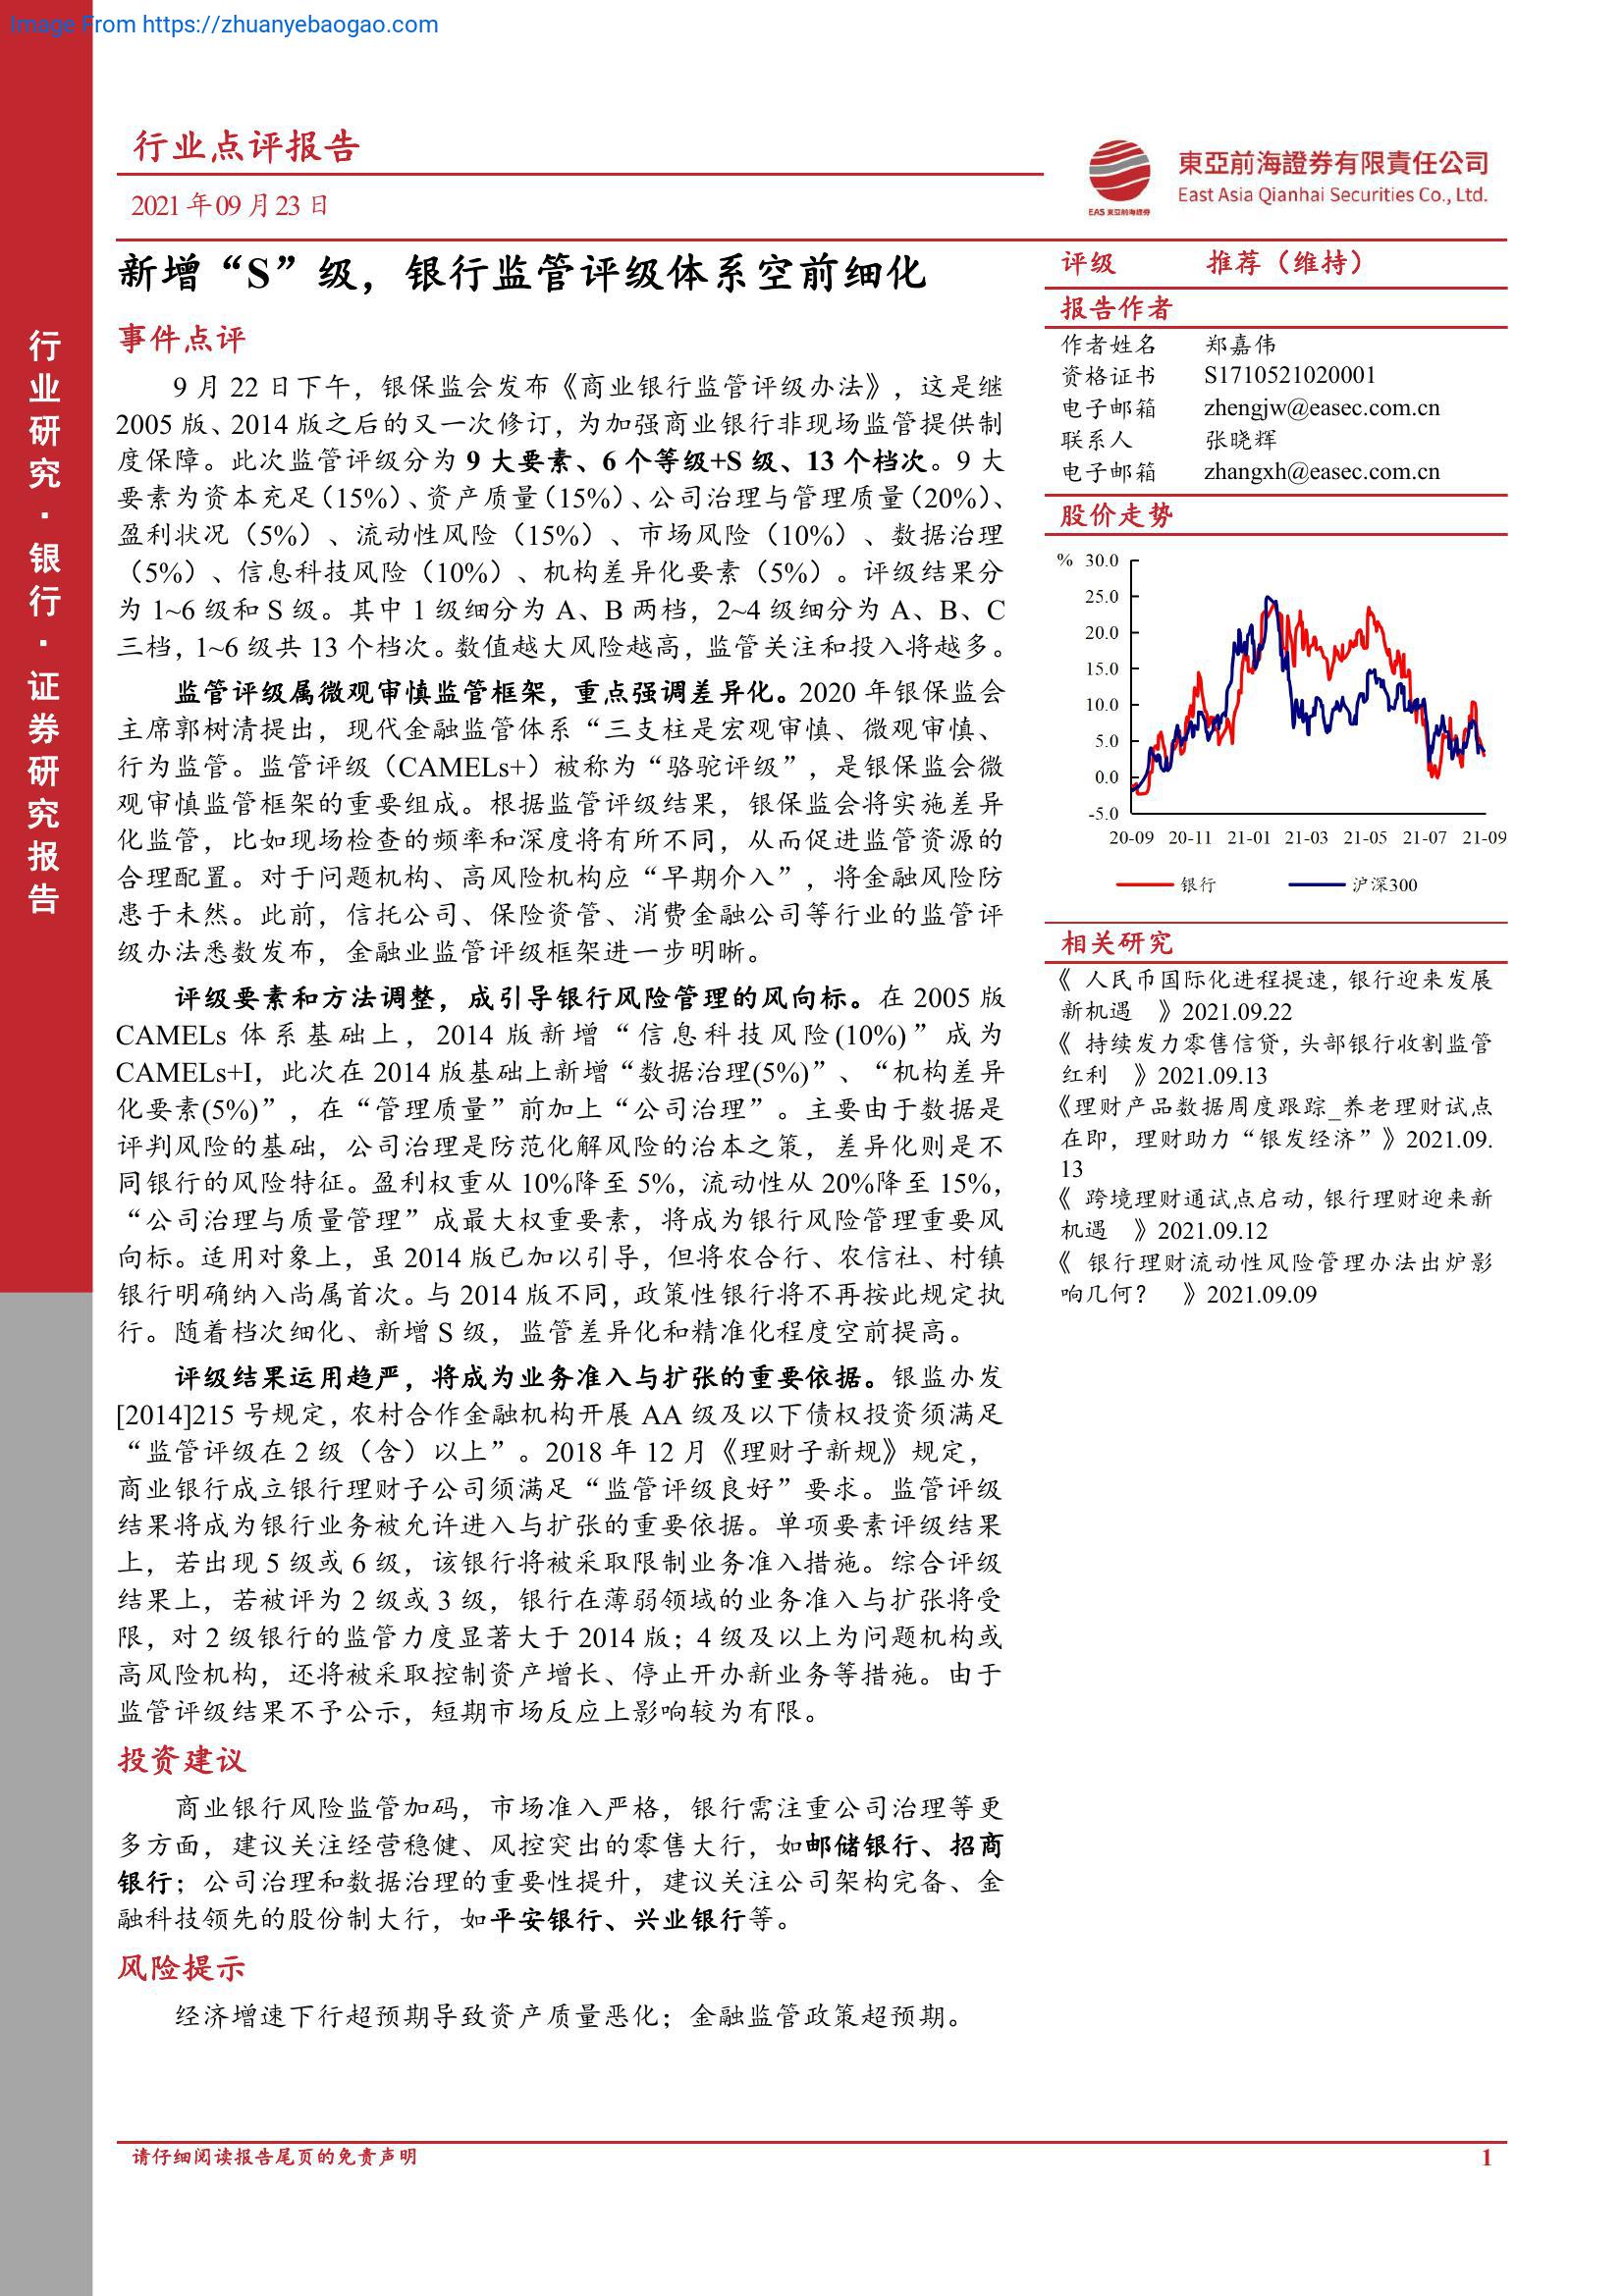 Image From https://zhuanyebaogao.com
行业点评报告
2021年09月23日
東亞前海證券有限責任公司
East Asia Qianhai Securities Co., Ltd.
EAS 東亞前海證券
行业研究·银行·证券研究报告
新增“S”级，银行监管评级体系空前细化
事件点评
9 月 22 日下午，银保监会发布《商业银行监管评级办法》，这是继
2005 版、2014 版之后的又一次修订，为加强商业银行非现场监管提供制
度保障。此次监管评级分为 9 大要素、6 个等级+S 级、13 个档次。9 大
要素为资本充足（15%）、资产质量（15%）、公司治理与管理质量（20%）、
盈利状况（5%）、流动性风险（15%）、市场风险（10%）、数据治理
（5%）、信息科技风险（10%）、机构差异化要素（5%）。评级结果分
为 1~6 级和 S 级。其中 1 级细分为 A、B 两档，2~4 级细分为 A、B、C
三档，1~6 级共 13 个档次。数值越大风险越高，监管关注和投入将越多。
监管评级属微观审慎监管框架，重点强调差异化。2020 年银保监会
主席郭树清提出，现代金融监管体系“三支柱是宏观审慎、微观审慎、
行为监管。监管评级（CAMELs+）被称为“骆驼评级”，是银保监会微
观审慎监管框架的重要组成。根据监管评级结果，银保监会将实施差异
化监管，比如现场检查的频率和深度将有所不同，从而促进监管资源的
合理配置。对于问题机构、高风险机构应“早期介入”，将金融风险防
患于未然。此前，信托公司、保险资管、消费金融公司等行业的监管评
级办法悉数发布，金融业监管评级框架进一步明晰。
评级要素和方法调整，成引导银行风险管理的风向标。在 2005 版
CAMELs 体系基础上，2014 版新增“信息科技风险(10%)”成为
CAMELs+I，此次在 2014 版基础上新增“数据治理(5%)”、“机构差异
化要素(5%)”，在“管理质量”前加上“公司治理”。主要由于数据是
评判风险的基础，公司治理是防范化解风险的治本之策，差异化则是不
同银行的风险特征。盈利权重从 10%降至 5%，流动性从 20%降至 15%，
“公司治理与质量管理”成最大权重要素，将成为银行风险管理重要风
向标。适用对象上，虽 2014 版已加以引导，但将农合行、农信社、村镇
银行明确纳入尚属首次。与 2014 版不同，政策性银行将不再按此规定执
行。随着档次细化、新增 S 级，监管差异化和精准化程度空前提高。
评级结果运用趋严，将成为业务准入与扩张的重要依据。银监办发
[2014]215 号规定，农村合作金融机构开展 AA 级及以下债权投资须满足
“监管评级在 2 级（含）以上”。2018 年 12 月《理财子新规》规定，
商业银行成立银行理财子公司须满足“监管评级良好”要求。监管评级
结果将成为银行业务被允许进入与扩张的重要依据。单项要素评级结果
上，若出现 5 级或 6 级，该银行将被采取限制业务准入措施。综合评级
结果上，若被评为 2 级或 3 级，银行在薄弱领域的业务准入与扩张将受
限，对 2 级银行的监管力度显著大于 2014 版；4 级及以上为问题机构或
高风险机构，还将被采取控制资产增长、停止开办新业务等措施。由于
监管评级结果不予公示，短期市场反应上影响较为有限。
投资建议
商业银行风险监管加码，市场准入严格，银行需注重公司治理等更
多方面，建议关注经营稳健、风控突出的零售大行，如邮储银行、招商
银行；公司治理和数据治理的重要性提升，建议关注公司架构完备、金
融科技领先的股份制大行，如平安银行、兴业银行等。
风险提示
经济增速下行超预期导致资产质量恶化；金融监管政策超预期。
评级 推荐（维持）
报告作者
作者姓名 郑嘉伟
资格证书 S1710521020001
电子邮箱 zhengjw@easec.com.cn
联系人 张晓辉
电子邮箱 zhangxh@easec.com.cn
股价走势
% 30.0
25.0
20.0
15.0
10.0
5.0
0.0
-5.0
20-09 20-11 21-01 21-03 21-05 21-07 21-09
银行 沪深300
相关研究
《 人民币国际化进程提速，银行迎来发展
新机遇 》2021.09.22
《 持续发力零售信贷，头部银行收割监管
红利 》2021.09.13
《理财产品数据周度跟踪_养老理财试点
在即，理财助力“银发经济”》2021.09.
13
《 跨境理财通试点启动，银行理财迎来新
机遇 》2021.09.12
《 银行理财流动性风险管理办法出炉影
响几何？ 》2021.09.09
请仔细阅读报告尾页的免责声明
1